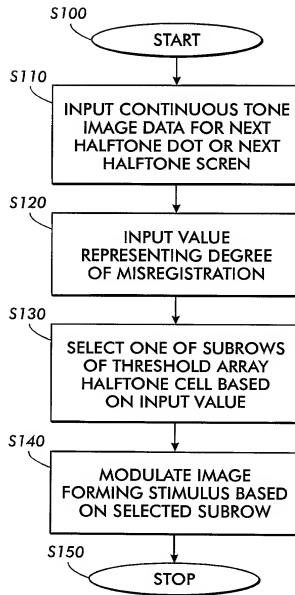 S100
START
S110
INPUT CONTINUOUS TONE
IMAGE DATA FOR NEXT
HALFTONE DOT OR NEXT
HALFTONE SCREN
S120
INPUT VALUE
REPRESENTING DEGREE
OF MISREGISTRATION
S130
SELECT ONE OF SUBROWS
OF THRESHOLD ARRAY
HALFTONE CELL BASED
ON INPUT VALUE
S140
MODULATE IMAGE
FORMING STIMULUS BASED
ON SELECTED SUBROW
S150
STOP